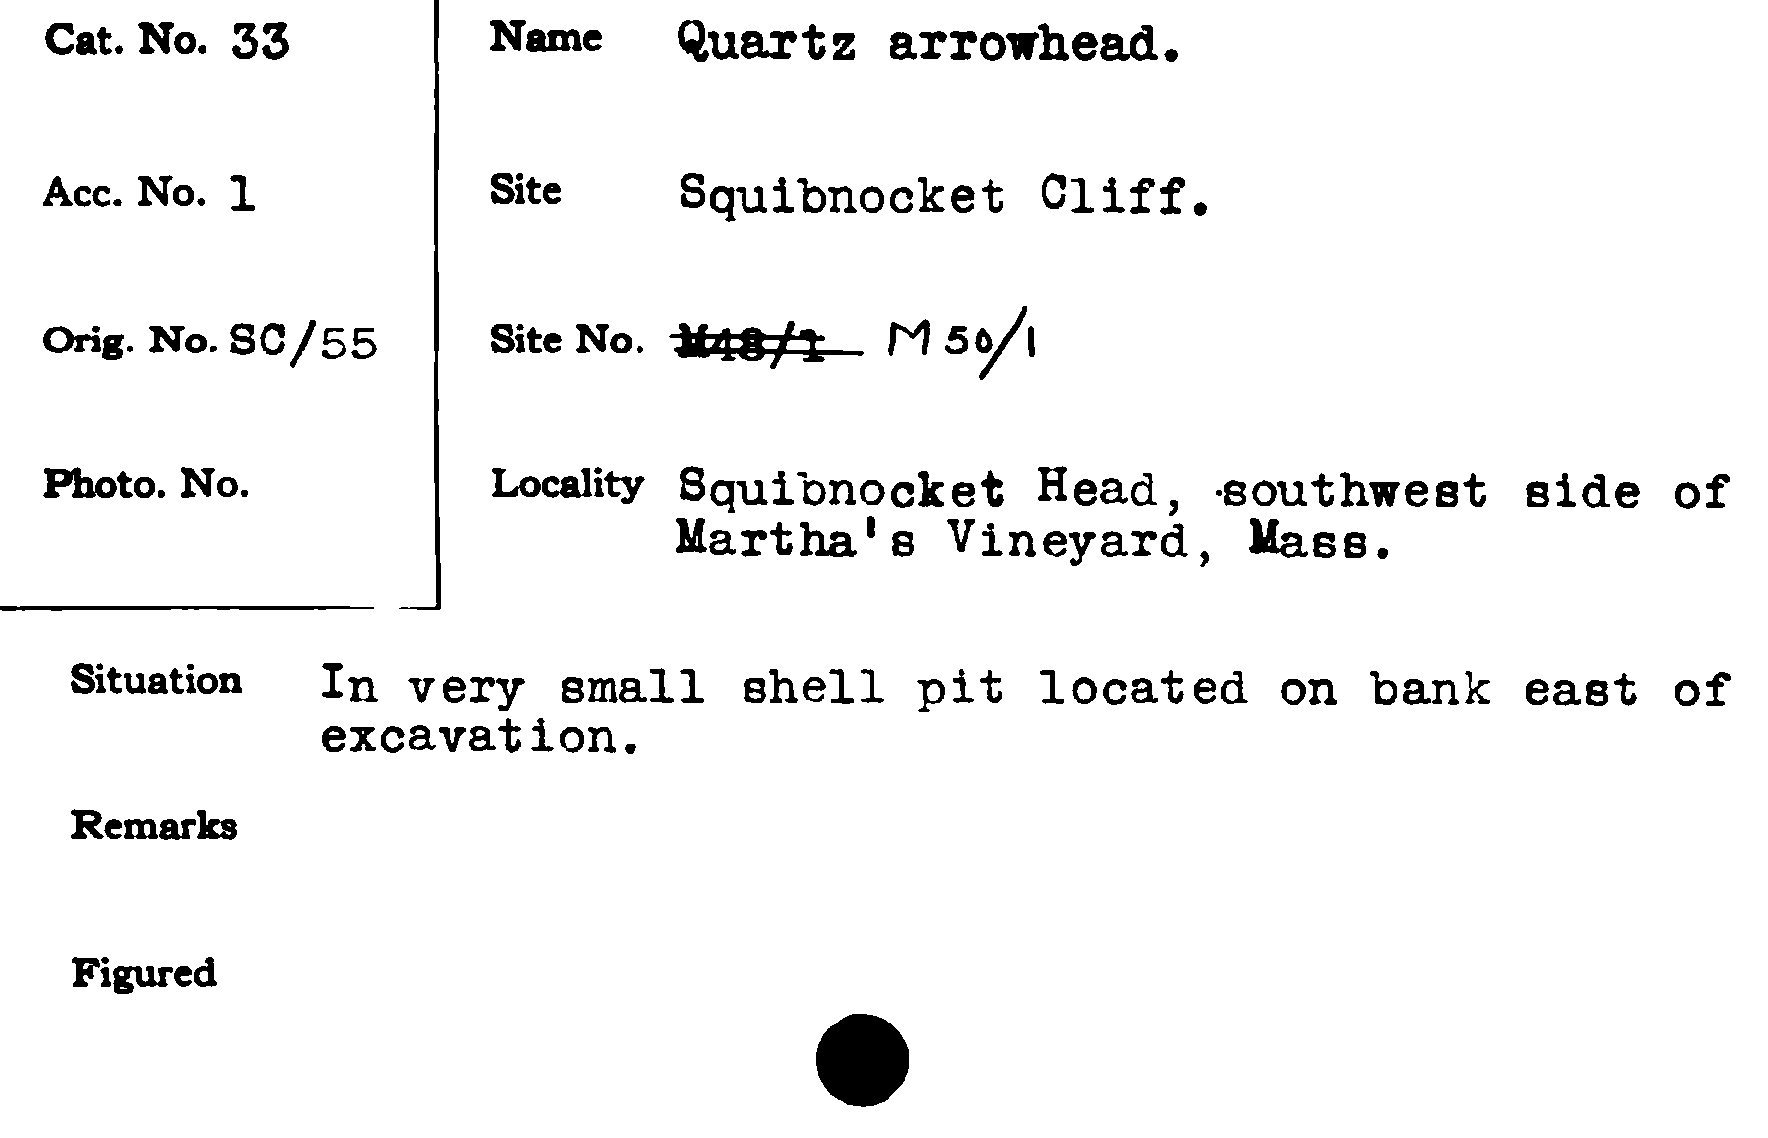 Cat. No. 33
Name Quartz arrowhead.
Acc. No. 1
Site Squibnocket Cliff.
Orig. No. SC/55
Site No. M48/1 M50/1
Photo. No.
Locality Squibnocket Head, southwest side of
Martha's Vineyard, Mass.
Situation In very small shell pit located on bank east of
excavation.
Remarks
Figured